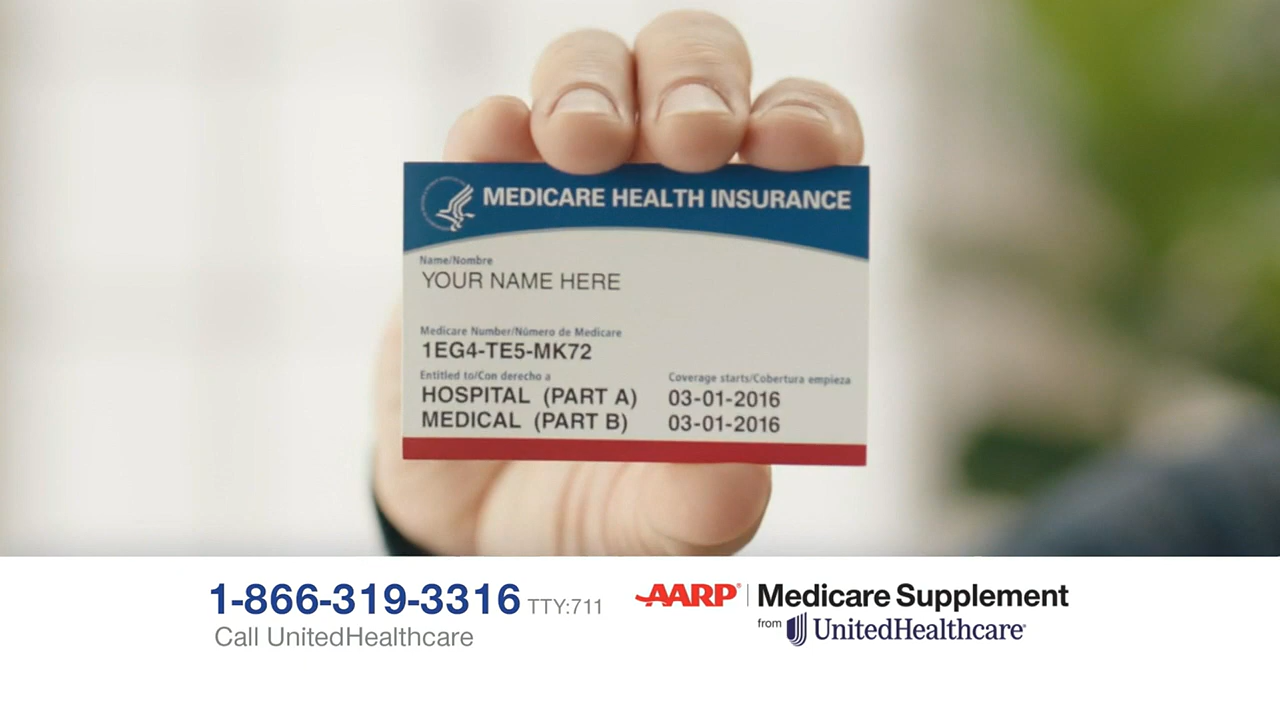 MEDICARE HEALTH INSURANCE
Name/Nombre
YOUR NAME HERE
Medicare Number/Número de Medicare
1EG4-TE5-MK72
Entitled to/Con derecho a Coverage starts/Cobertura empieza
HOSPITAL (PART A) 03-01-2016
MEDICAL (PART B) 03-01-2016
1-866-319-3316 TTY:711
Call UnitedHealthcare
AARP® | Medicare Supplement
from UnitedHealthcare®